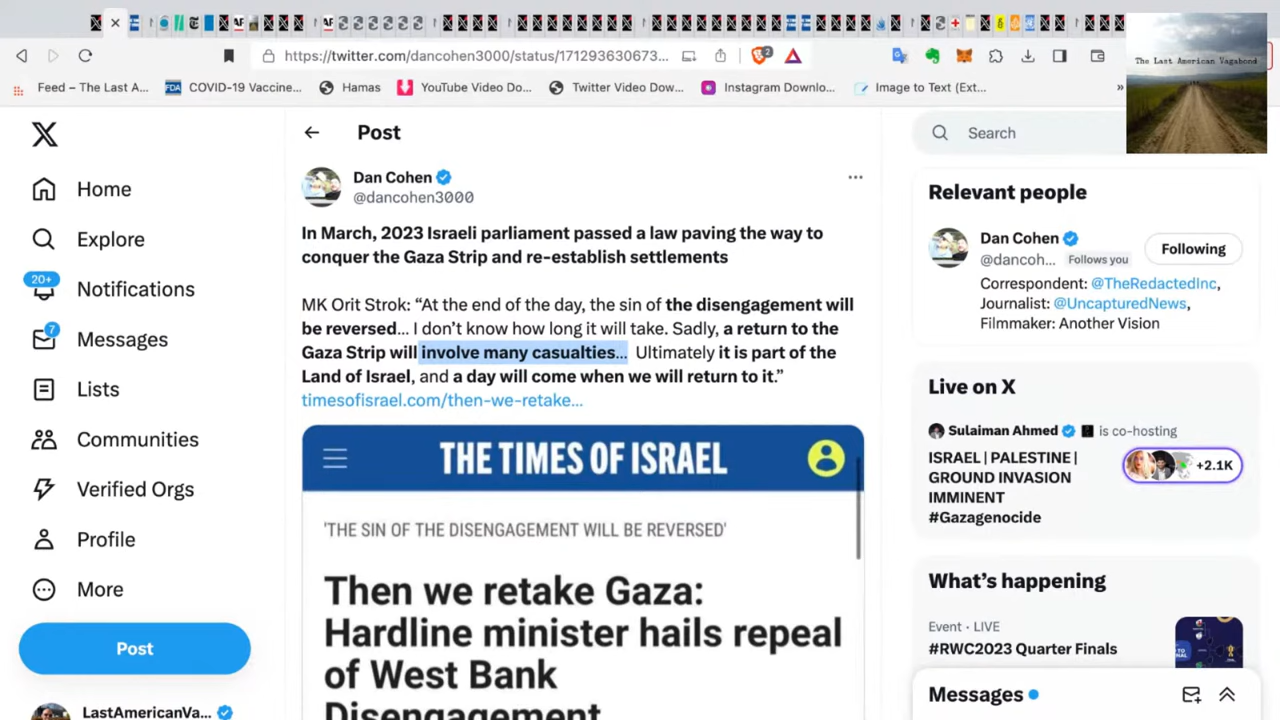 https://twitter.com/dancohen3000/status/171293630673...
2
Feed – The Last A...
FDA
COVID-19 Vaccine...
Hamas
YouTube Video Do...
Twitter Video Dow...
Instagram Downlo...
Image to Text (Ext...
»
The Last American Vagabond
Home
Explore
20+
Notifications
7
Messages
Lists
Communities
Verified Orgs
Profile
More
Post
LastAmericanVa...
Post
Dan Cohen
@dancohen3000
In March, 2023 Israeli parliament passed a law paving the way to
conquer the Gaza Strip and re-establish settlements
MK Orit Strok: “At the end of the day, the sin of the disengagement will
be reversed... I don’t know how long it will take. Sadly, a return to the
Gaza Strip will involve many casualties... Ultimately it is part of the
Land of Israel, and a day will come when we will return to it.”
timesofisrael.com/then-we-retake...
THE TIMES OF ISRAEL
'THE SIN OF THE DISENGAGEMENT WILL BE REVERSED'
Then we retake Gaza:
Hardline minister hails repeal
of West Bank
Disengagement
Search
Relevant people
Dan Cohen
@dancoh... Follows you
Following
Correspondent: @TheRedactedInc,
Journalist: @UncapturedNews,
Filmmaker: Another Vision
Live on X
Sulaiman Ahmed is co-hosting
ISRAEL | PALESTINE |
GROUND INVASION
IMMINENT
#Gazagenocide
+2.1K
What’s happening
Event · LIVE
#RWC2023 Quarter Finals
Messages